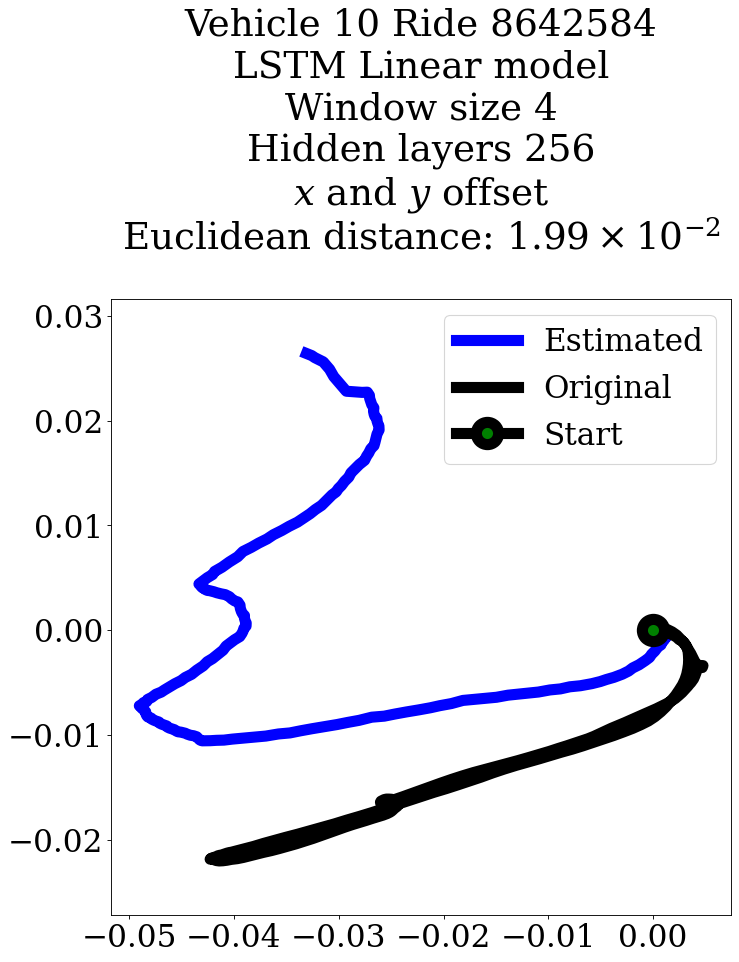 Vehicle 10 Ride 8642584
LSTM Linear model
Window size 4
Hidden layers 256
x and y offset
Euclidean distance: 1.99 × 10⁻²
0.03
0.02
0.01
0.00
−0.01
−0.02
Estimated
Original
Start
−0.05 −0.04 −0.03 −0.02 −0.01 0.00